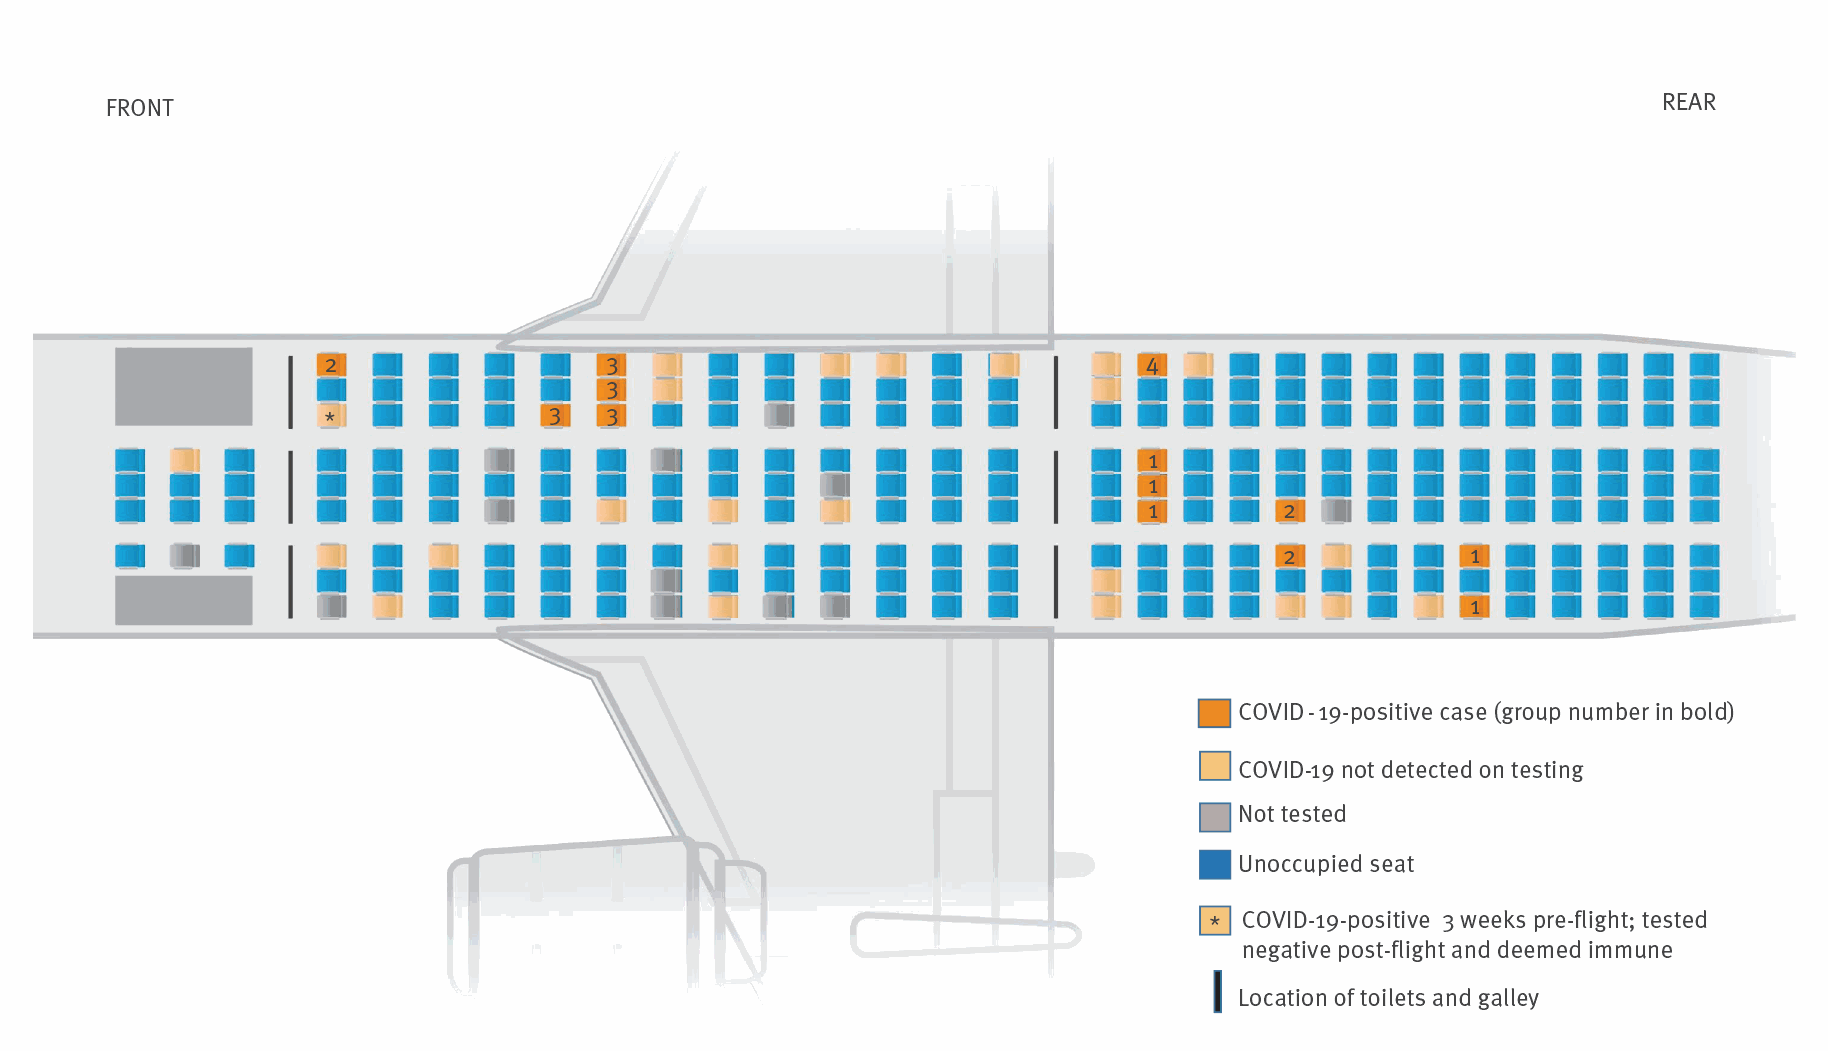 FRONT
REAR
2 3 4
3
* 3 3
1
1
1 2
2 1
1
COVID-19-positive case (group number in bold)
COVID-19 not detected on testing
Not tested
Unoccupied seat
* COVID-19-positive 3 weeks pre-flight; tested
negative post-flight and deemed immune
Location of toilets and galley